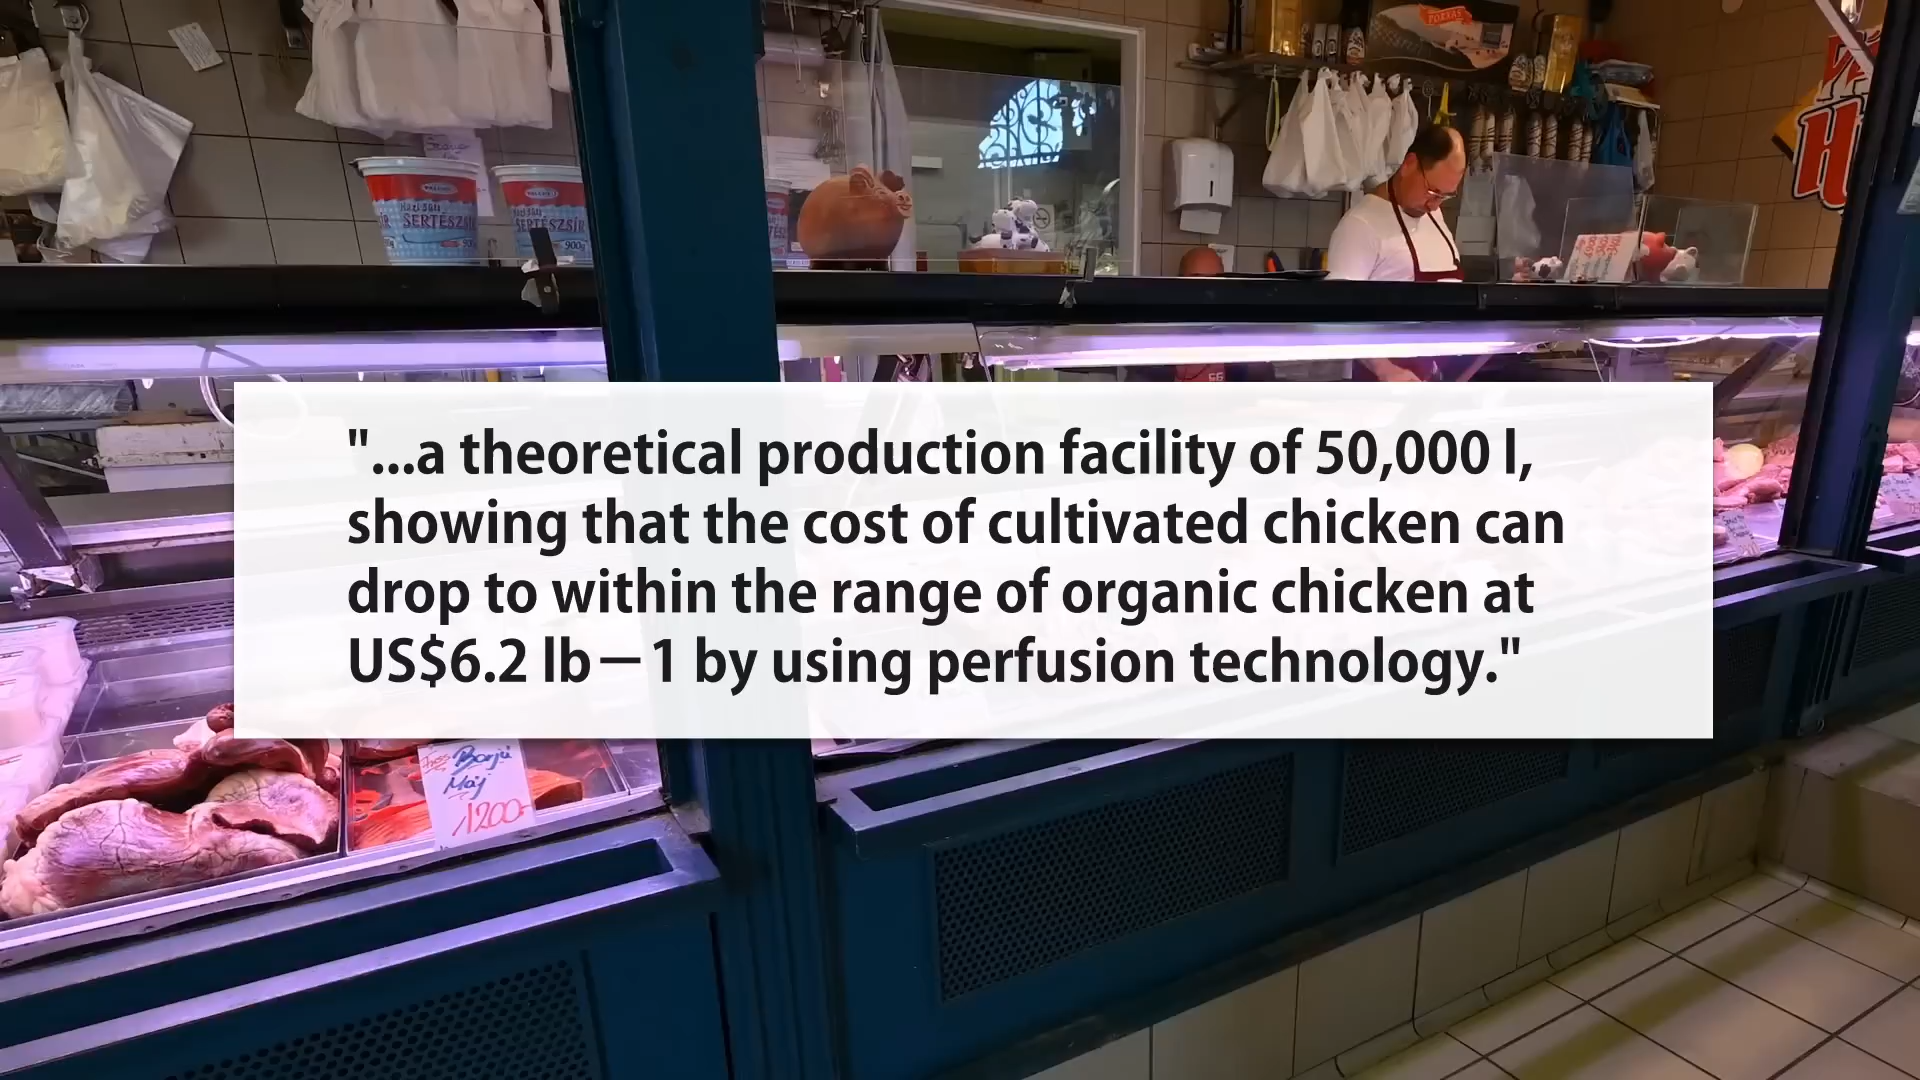 PORKAS
Házi Sült
SERTÉSZSÍR
SERTÉSZSÍR
900g
H
"...a theoretical production facility of 50,000 l,
showing that the cost of cultivated chicken can
drop to within the range of organic chicken at
US$6.2 lb−1 by using perfusion technology."
Borjú
Máj
1200.-